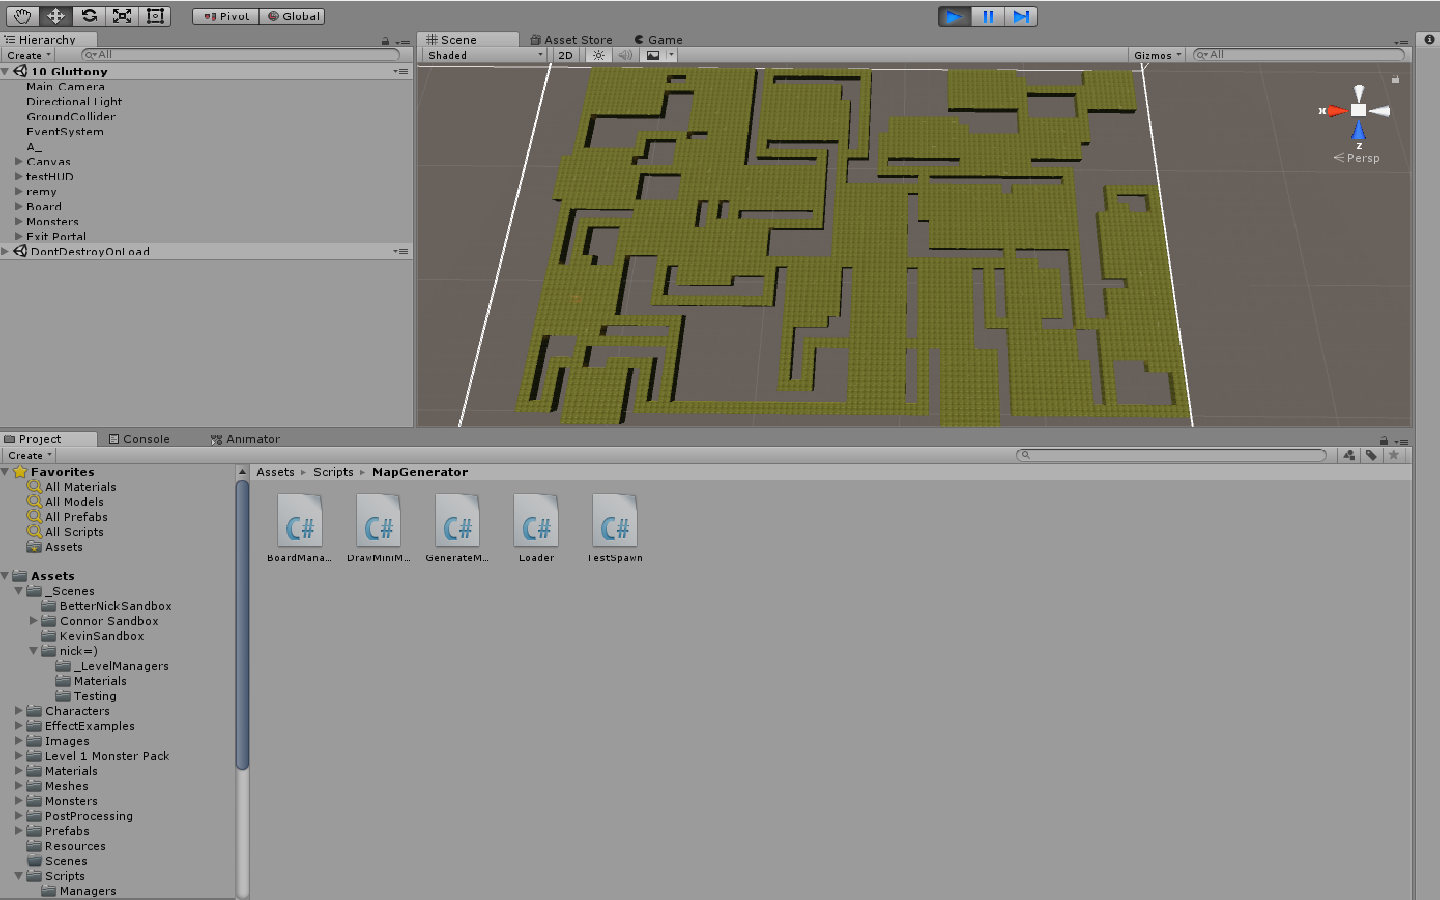 Pivot Global
Hierarchy
Create All
10 Gluttony
Main Camera
Directional Light
GroundCollider
EventSystem
A_
Canvas
testHUD
remy
Board
Monsters
Exit Portal
DontDestroyOnLoad
Scene Asset Store Game
Shaded 2D Gizmos All
x
z
Persp
Project Console Animator
Create
Favorites
All Materials
All Models
All Prefabs
All Scripts
Assets
Assets
_Scenes
BetterNickSandbox
Connor Sandbox
KevinSandbox
nick=)
_LevelManagers
Materials
Testing
Characters
EffectExamples
Images
Level 1 Monster Pack
Materials
Meshes
Monsters
PostProcessing
Prefabs
Resources
Scenes
Scripts
Managers
Assets Scripts MapGenerator
C# C# C# C# C#
BoardMana... DrawMiniM... GenerateM... Loader TestSpawn